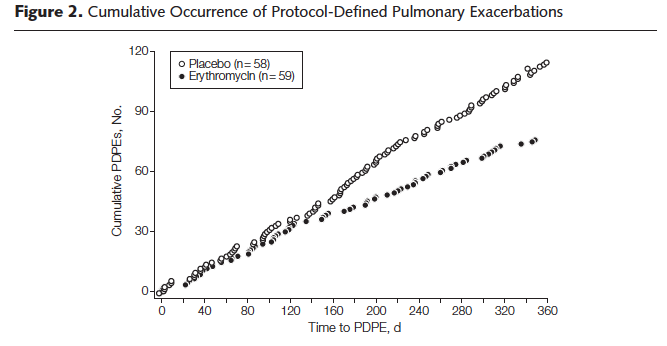 Figure 2. Cumulative Occurrence of Protocol-Defined Pulmonary Exacerbations
120
Placebo (n=58)
Erythromycin (n=59)
90
60
30
0
Cumulative PDPEs, No.
0 40 80 120 160 200 240 280 320 360
Time to PDPE, d